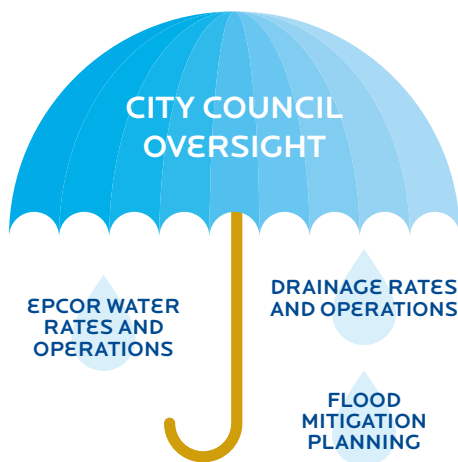 CITY COUNCIL
OVERSIGHT
EPCOR WATER
RATES AND
OPERATIONS
DRAINAGE RATES
AND OPERATIONS
FLOOD
MITIGATION
PLANNING